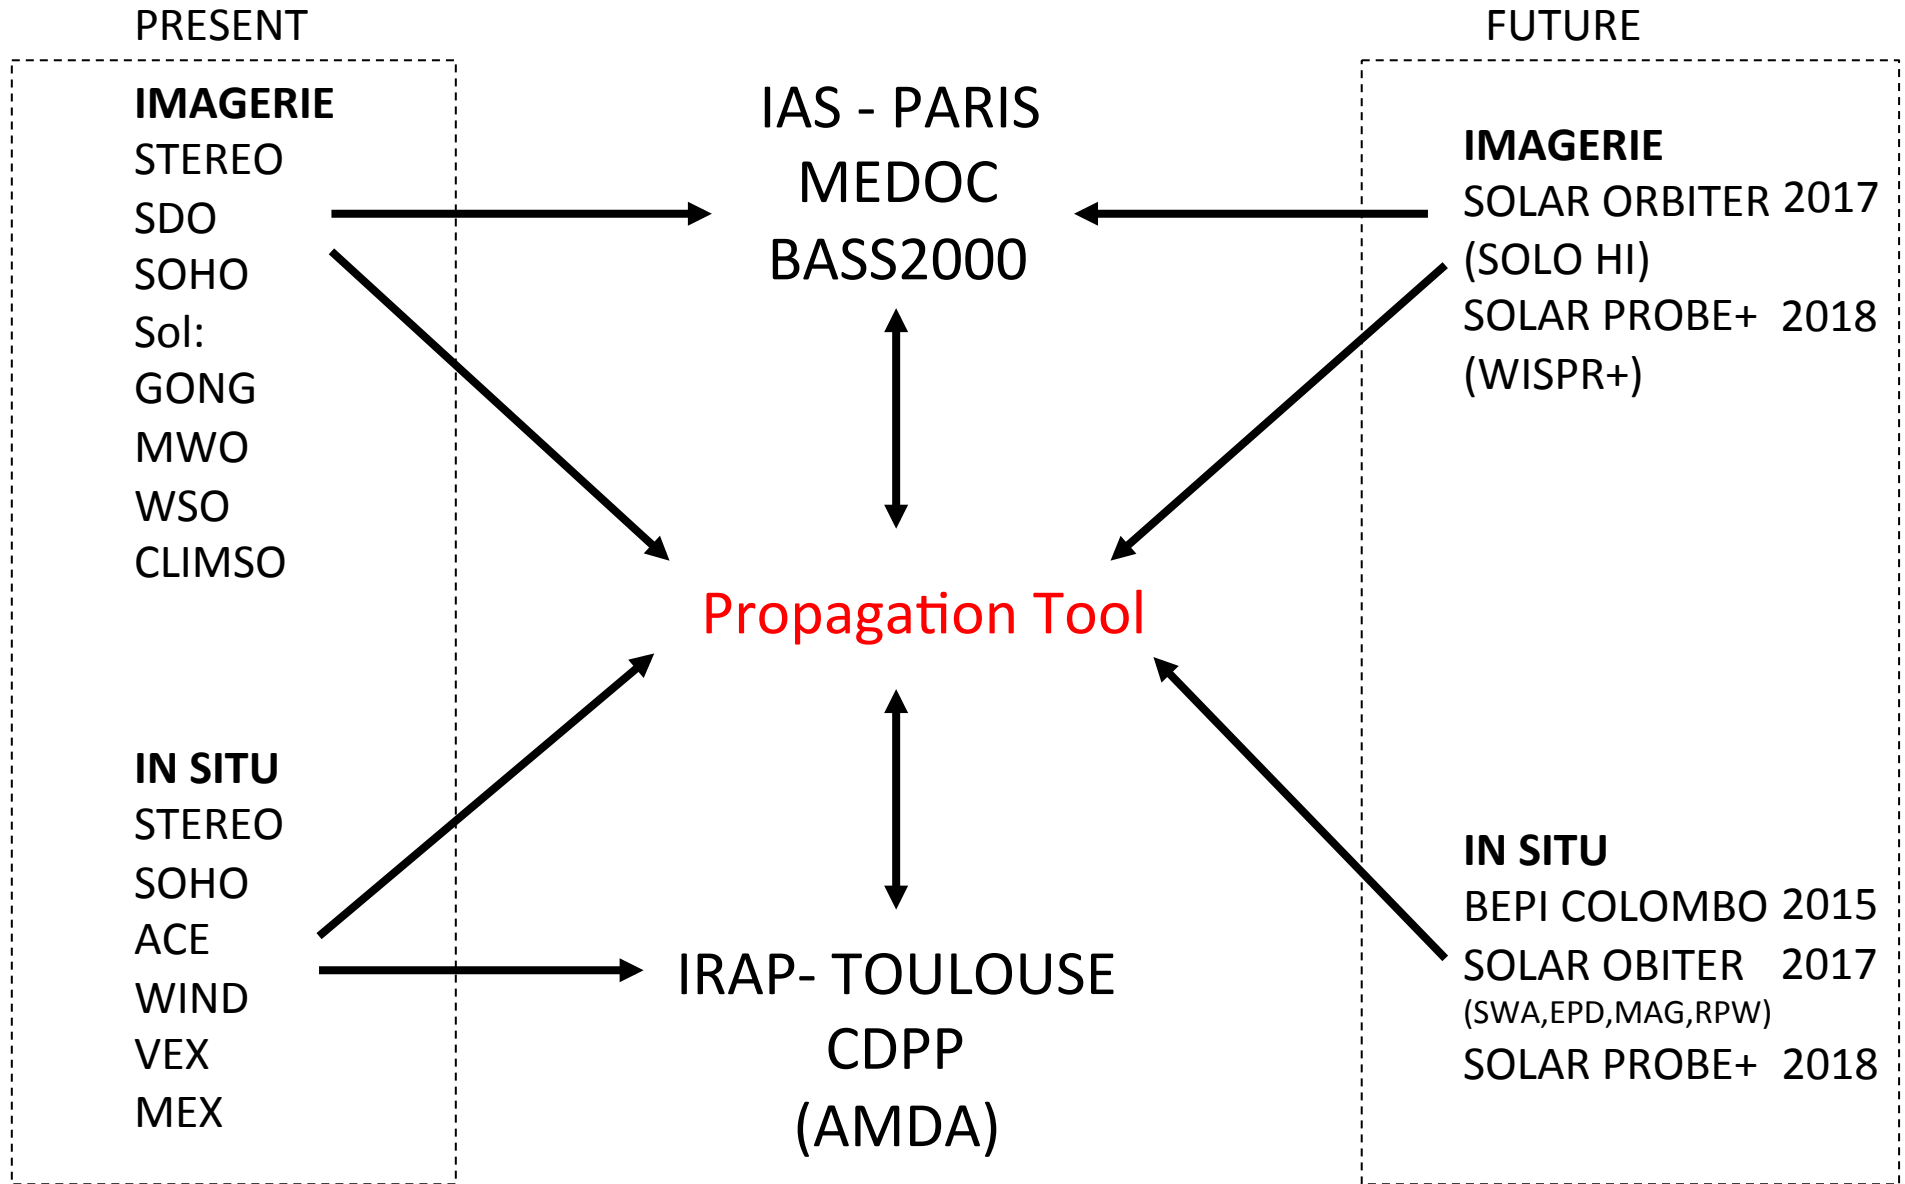 PRESENT
IMAGERIE
STEREO
SDO
SOHO
Sol:
GONG
MWO
WSO
CLIMSO
IN SITU
STEREO
SOHO
ACE
WIND
VEX
MEX
IAS - PARIS
MEDOC
BASS2000
Propagation Tool
IRAP- TOULOUSE
CDPP
(AMDA)
FUTURE
IMAGERIE
SOLAR ORBITER 2017
(SOLO HI)
SOLAR PROBE+ 2018
(WISPR+)
IN SITU
BEPI COLOMBO 2015
SOLAR OBITER 2017
(SWA,EPD,MAG,RPW)
SOLAR PROBE+ 2018